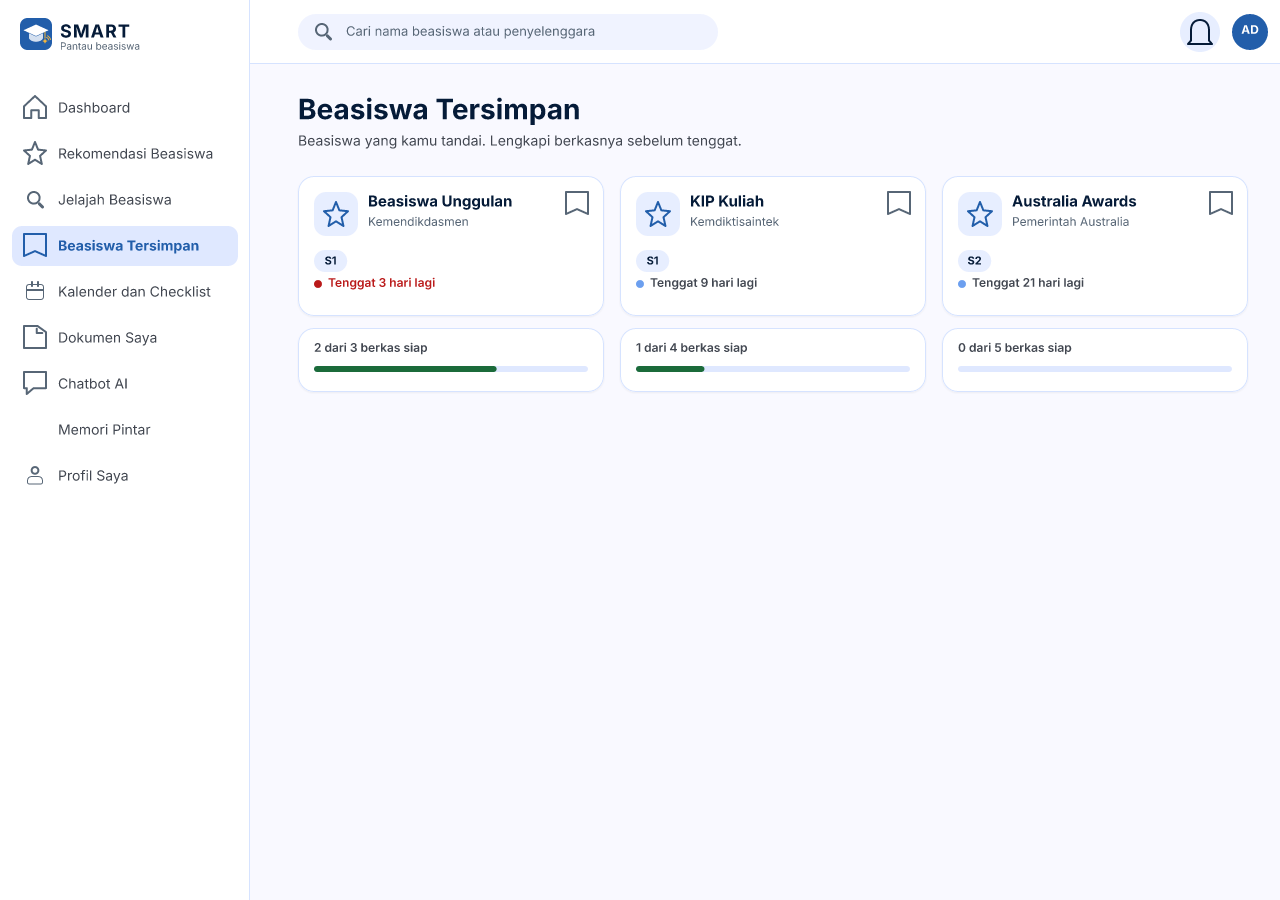 SMART
Pantau beasiswa
Cari nama beasiswa atau penyelenggara
AD
Dashboard
Rekomendasi Beasiswa
Jelajah Beasiswa
Beasiswa Tersimpan
Kalender dan Checklist
Dokumen Saya
Chatbot AI
Memori Pintar
Profil Saya
Beasiswa Tersimpan
Beasiswa yang kamu tandai. Lengkapi berkasnya sebelum tenggat.
Beasiswa Unggulan
Kemendikdasmen
S1
Tenggat 3 hari lagi
2 dari 3 berkas siap
KIP Kuliah
Kemdiktisaintek
S1
Tenggat 9 hari lagi
1 dari 4 berkas siap
Australia Awards
Pemerintah Australia
S2
Tenggat 21 hari lagi
0 dari 5 berkas siap